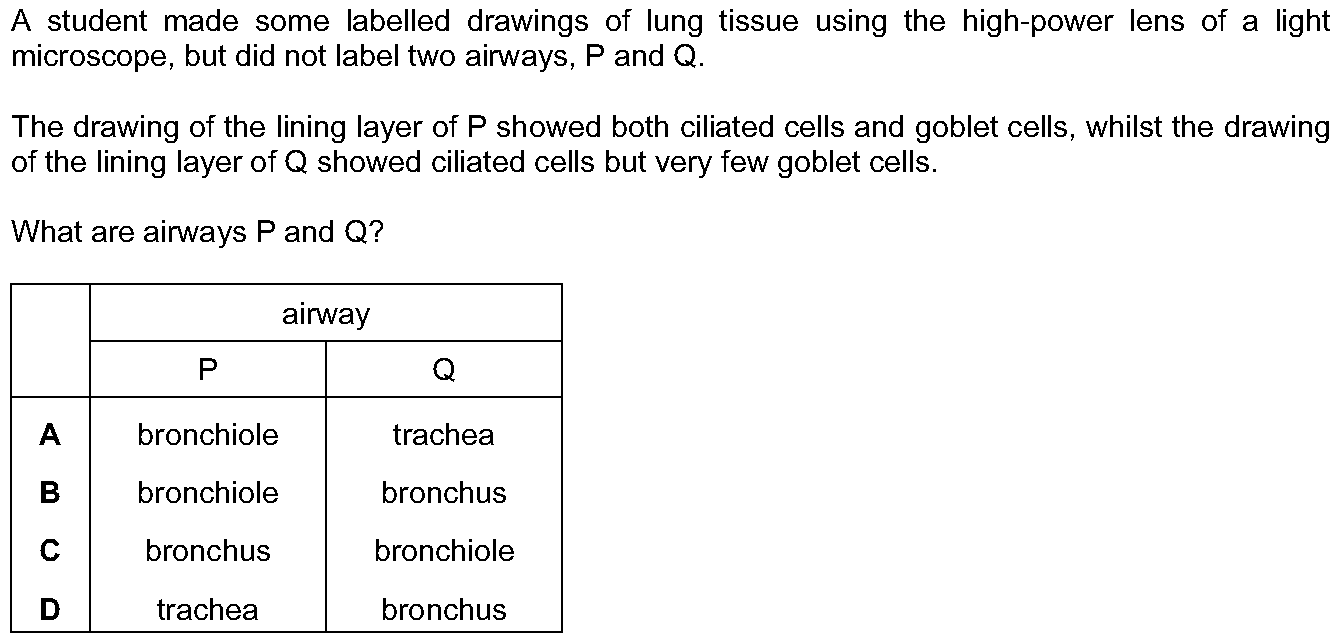 A student made some labelled drawings of lung tissue using the high-power lens of a light
microscope, but did not label two airways, P and Q.
The drawing of the lining layer of P showed both ciliated cells and goblet cells, whilst the drawing
of the lining layer of Q showed ciliated cells but very few goblet cells.
What are airways P and Q?
airway
P Q
A bronchiole trachea
B bronchiole bronchus
C bronchus bronchiole
D trachea bronchus